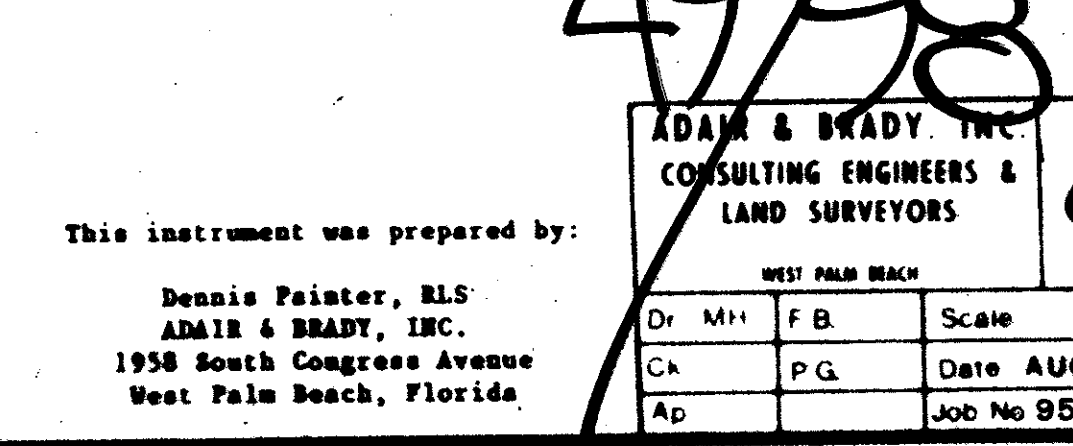 This instrument was prepared by:
Dennis Painter, RLS
ADAIR & BRADY, INC.
1958 South Congress Avenue
West Palm Beach, Florida
ADAIR & BRADY. INC.
CONSULTING ENGINEERS &
LAND SURVEYORS
WEST PALM BEACH
Dr MH F B. Scale
Ck P G. Date
Ap Job No 95